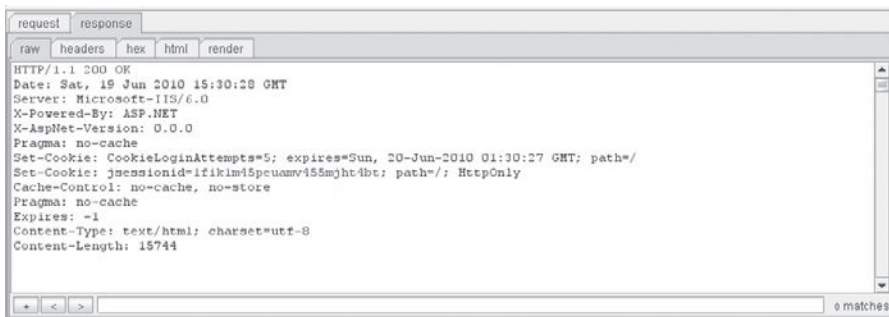 request response
raw headers hex html render
HTTP/1.1 200 OK
Date: Sat, 19 Jun 2010 15:30:28 GMT
Server: Microsoft-IIS/6.0
X-Powered-By: ASP.NET
X-AspNet-Version: 0.0.0
Pragma: no-cache
Set-Cookie: CookieLoginAttempts=5; expires=Sun, 20-Jun-2010 01:30:27 GMT; path=/
Set-Cookie: jsessionid=1fik1m45peuamv455mjht4bt; path=/; HttpOnly
Cache-Control: no-cache, no-store
Pragma: no-cache
Expires: -1
Content-Type: text/html; charset=utf-8
Content-Length: 15744
+ < > 0 matches